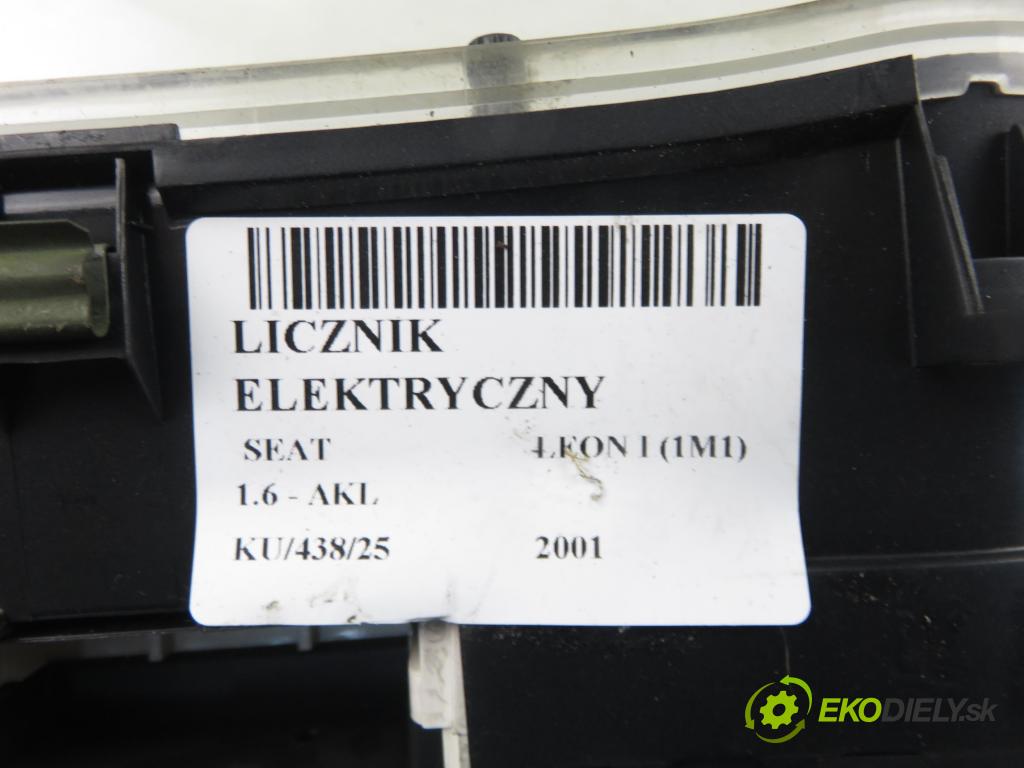 LICZNIK
ELEKTRYCZNY
SEAT LEON I (1M1)
1.6 - AKL
KU/438/25 2001
EKODIELY.sk